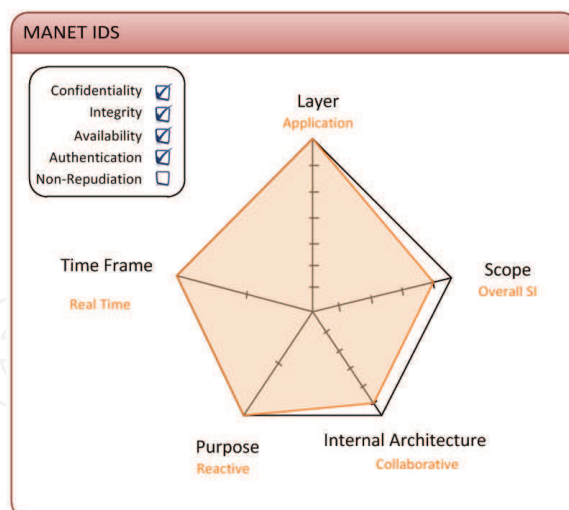 MANET IDS
Confidentiality
Integrity
Availability
Authentication
Non-Repudiation
Layer
Application
Time Frame
Real Time
Scope
Overall SI
Purpose
Reactive
Internal Architecture
Collaborative